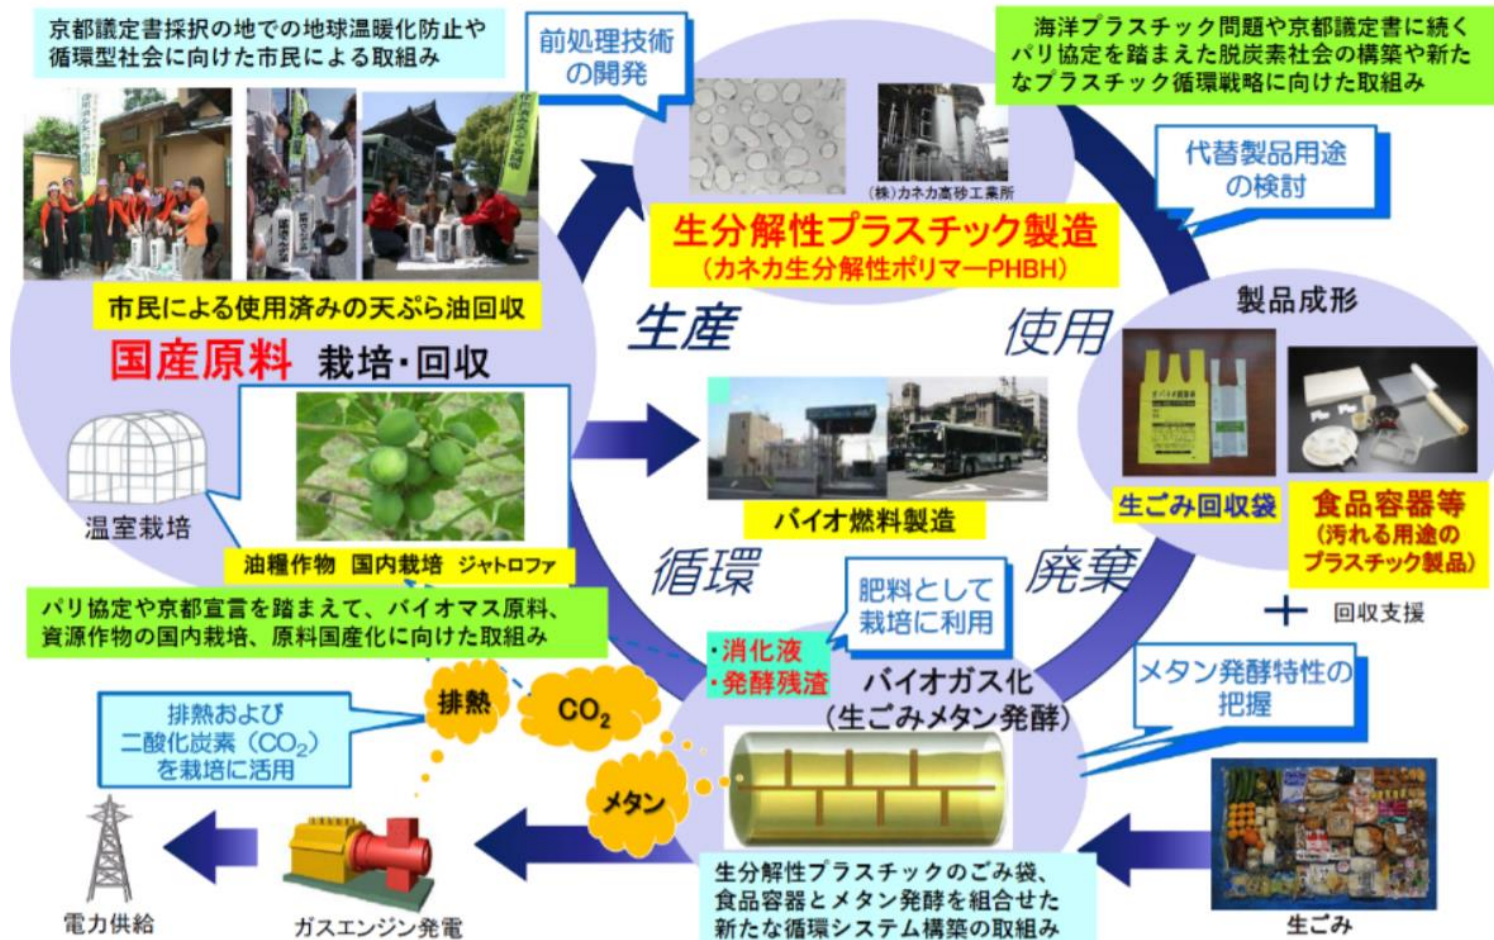 京都議定書採択の地での地球温暖化防止や
循環型社会に向けた市民による取組み
前処理技術
の開発
海洋プラスチック問題や京都議定書に続く
パリ協定を踏まえた脱炭素社会の構築や新た
なプラスチック循環戦略に向けた取組み
代替製品用途
の検討
(株)カネカ高砂工業所
生分解性プラスチック製造
(カネカ生分解性ポリマーPHBH)
市民による使用済みの天ぷら油回収
国産原料 栽培・回収
生産
使用
製品成形
温室栽培
油糧作物 国内栽培 ジャトロファ
バイオ燃料製造
生ごみ回収袋
食品容器等
(汚れる用途の
プラスチック製品)
循環
廃棄
肥料として
栽培に利用
+ 回収支援
パリ協定や京都宣言を踏まえて、バイオマス原料、
資源作物の国内栽培、原料国産化に向けた取組み
・消化液
・発酵残渣
バイオガス化
(生ごみメタン発酵)
メタン発酵特性の
把握
排熱
CO₂
メタン
排熱および
二酸化炭素(CO₂)
を栽培に活用
電力供給
ガスエンジン発電
生分解性プラスチックのごみ袋、
食品容器とメタン発酵を組合せた
新たな循環システム構築の取組み
生ごみ